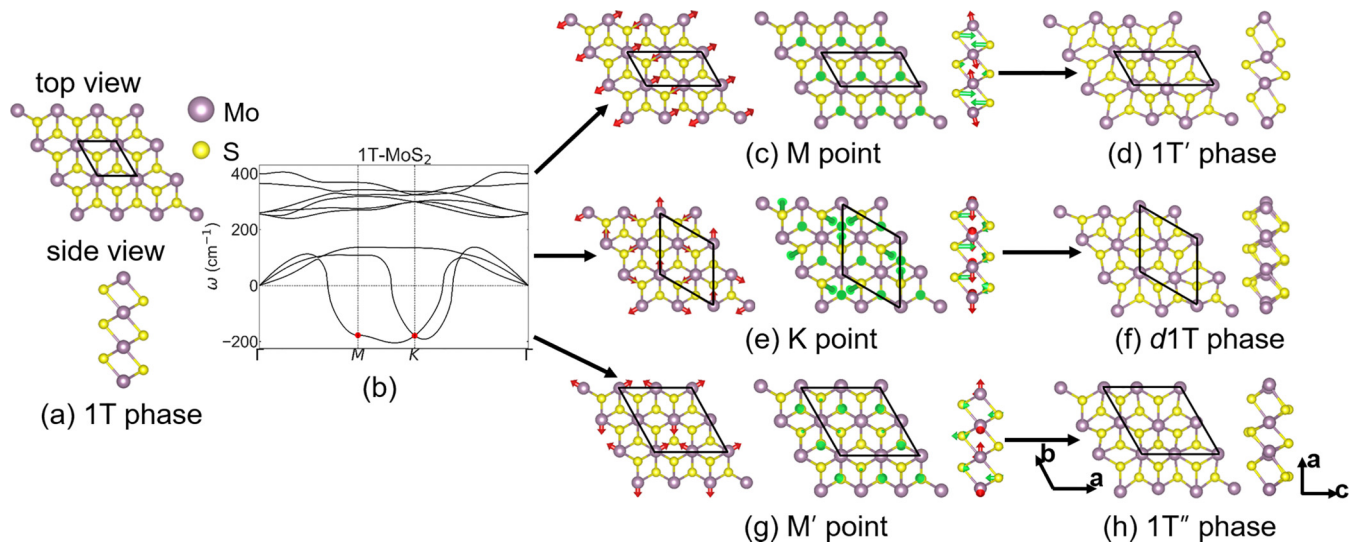 top view
Mo
S
side view
(a) 1T phase
1T-MoS₂
ω (cm⁻¹)
400
200
0
−200
Γ M K Γ
(b)
(c) M point
(d) 1T′ phase
(e) K point
(f) d1T phase
(g) M′ point
b
a
a
c
(h) 1T″ phase